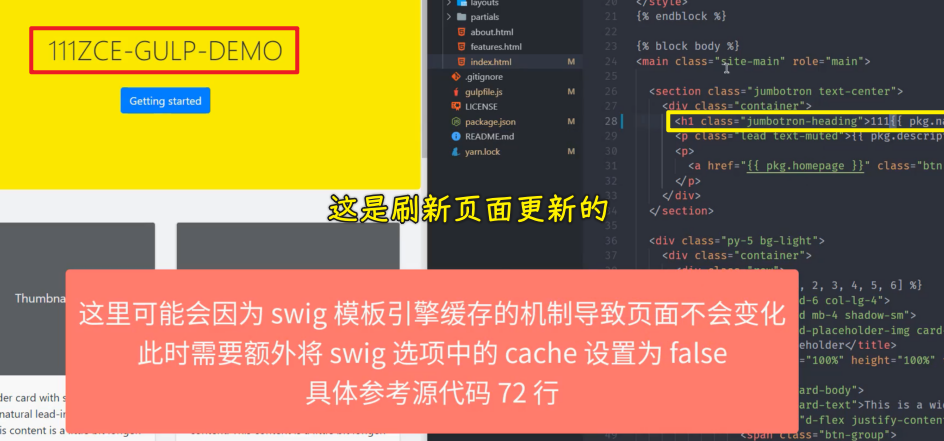 111ZCE-GULP-DEMO
Getting started
layouts
partials
about.html
features.html
index.html M
.gitignore
gulpfile.js M
LICENSE
package.json M
README.md
yarn.lock M
20 </style>
21 {% endblock %}
22
23 {% block body %}
24 <main class="site-main" role="main">
25
26 <section class="jumbotron text-center">
27 <div class="container">
28 <h1 class="jumbotron-heading">111{{ pkg.na
29 <p class="lead text-muted">{{ pkg.descrip
30 <p>
31 <a href="{{ pkg.homepage }}" class="btn
32 </p>
33 </div>
34 </section>
35
36 <div class="py-5 bg-light">
37 <div class="container">
这是刷新页面更新的
Thumbna
, 2, 3, 4, 5, 6] %}
d-6 col-lg-4">
d mb-4 shadow-sm">
d-placeholder-img card
eholder</title>
="100%" height="100%"
ard-body">
ard-text">This is a wi
"d-flex justify-conten
<span class="btn-group">
这里可能会因为 swig 模板引擎缓存的机制导致页面不会变化
此时需要额外将 swig 选项中的 cache 设置为 false
具体参考源代码 72 行
der card with s
natural lead-i